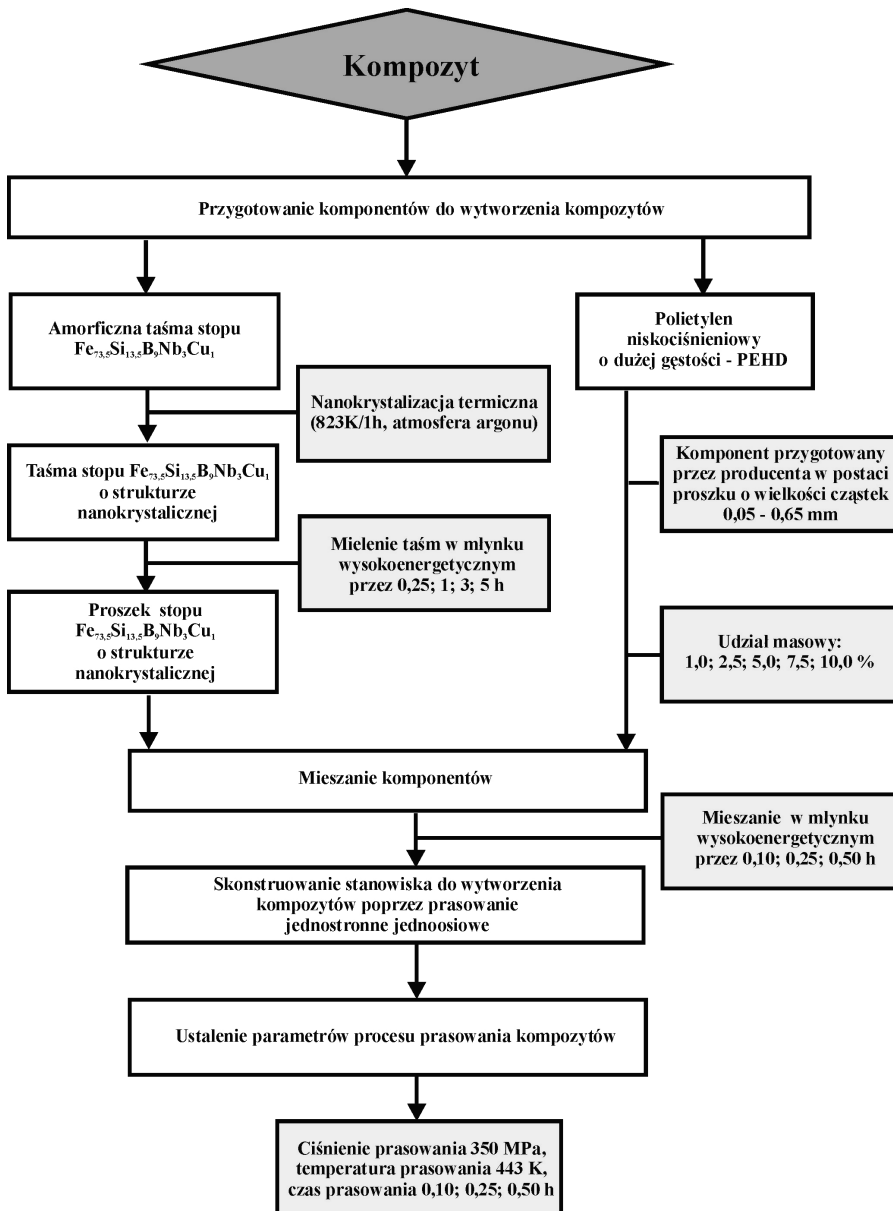 Kompozyt
Przygotowanie komponentów do wytworzenia kompozytów
Amorficzna taśma stopu
Fe₇₃,₅Si₁₃,₅B₉Nb₃Cu₁
Polietylen
niskociśnieniowy
o dużej gęstości - PEHD
Nanokrystalizacja termiczna
(823K/1h, atmosfera argonu)
Taśma stopu Fe₇₃,₅Si₁₃,₅B₉Nb₃Cu₁
o strukturze
nanokrystalicznej
Komponent przygotowany
przez producenta w postaci
proszku o wielkości cząstek
0,05 - 0,65 mm
Mielenie taśm w młynku
wysokoenergetycznym
przez 0,25; 1; 3; 5 h
Proszek stopu
Fe₇₃,₅Si₁₃,₅B₉Nb₃Cu₁
o strukturze
nanokrystalicznej
Udział masowy:
1,0; 2,5; 5,0; 7,5; 10,0 %
Mieszanie komponentów
Mieszanie w młynku
wysokoenergetycznym
przez 0,10; 0,25; 0,50 h
Skonstruowanie stanowiska do wytworzenia
kompozytów poprzez prasowanie
jednostronne jednoosiowe
Ustalenie parametrów procesu prasowania kompozytów
Ciśnienie prasowania 350 MPa,
temperatura prasowania 443 K,
czas prasowania 0,10; 0,25; 0,50 h